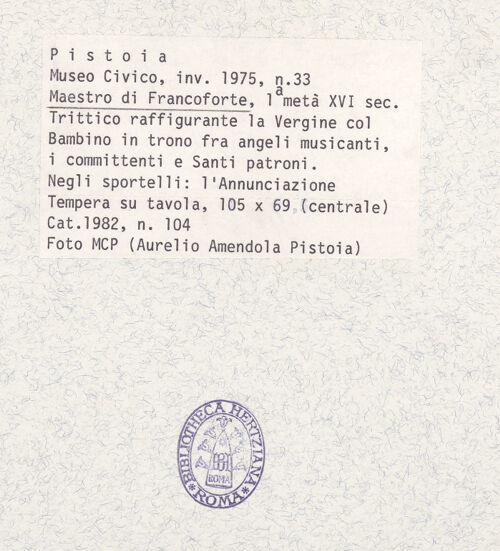 P i s t o i a
Museo Civico, inv. 1975, n.33
Maestro di Francoforte, 1ª metà XVI sec.
Trittico raffigurante la Vergine col
Bambino in trono fra angeli musicanti,
i committenti e Santi patroni.
Negli sportelli: l'Annunciazione
Tempera su tavola, 105 x 69 (centrale)
Cat.1982, n. 104
Foto MCP (Aurelio Amendola Pistoia)
BIBLIOTHECA HERTZIANA
ROMA
* ROMA *